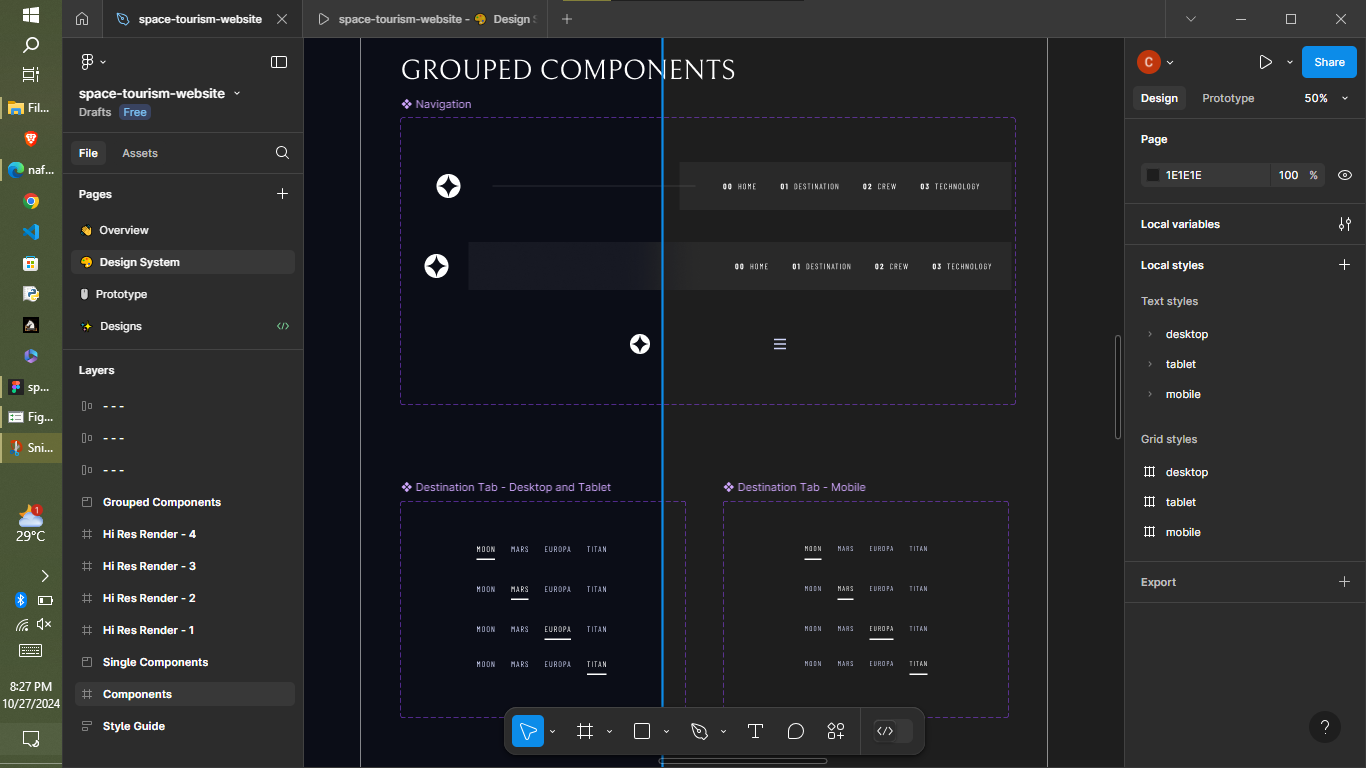 space-tourism-website
space-tourism-website - Design S
space-tourism-website
Drafts Free
File Assets
Pages
Overview
Design System
Prototype
Designs
Layers
- - -
- - -
- - -
Grouped Components
Hi Res Render - 4
Hi Res Render - 3
Hi Res Render - 2
Hi Res Render - 1
Single Components
Components
Style Guide
Fil...
naf...
sp...
Fig...
Sni...
1
29°C
8:27 PM
10/27/2024
GROUPED COMPONENTS
Navigation
00 HOME 01 DESTINATION 02 CREW 03 TECHNOLOGY
00 HOME 01 DESTINATION 02 CREW 03 TECHNOLOGY
Destination Tab - Desktop and Tablet
MOON MARS EUROPA TITAN
MOON MARS EUROPA TITAN
MOON MARS EUROPA TITAN
MOON MARS EUROPA TITAN
Destination Tab - Mobile
MOON MARS EUROPA TITAN
MOON MARS EUROPA TITAN
MOON MARS EUROPA TITAN
MOON MARS EUROPA TITAN
C
Share
Design Prototype 50%
Page
1E1E1E 100 %
Local variables
Local styles
Text styles
desktop
tablet
mobile
Grid styles
desktop
tablet
mobile
Export
?